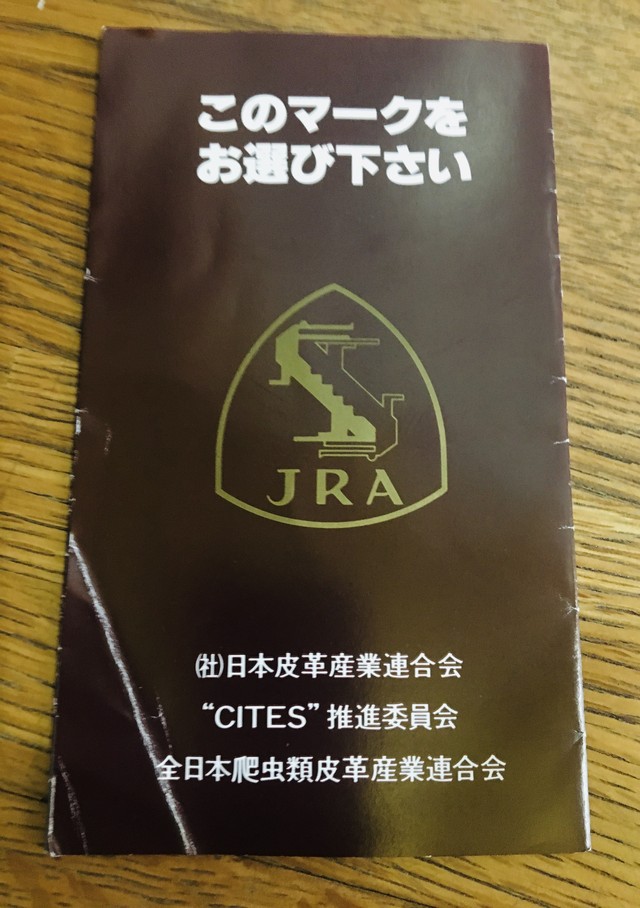 このマークを
お選び下さい
JRA
㈳日本皮革産業連合会
“CITES”推進委員会
全日本爬虫類皮革産業連合会